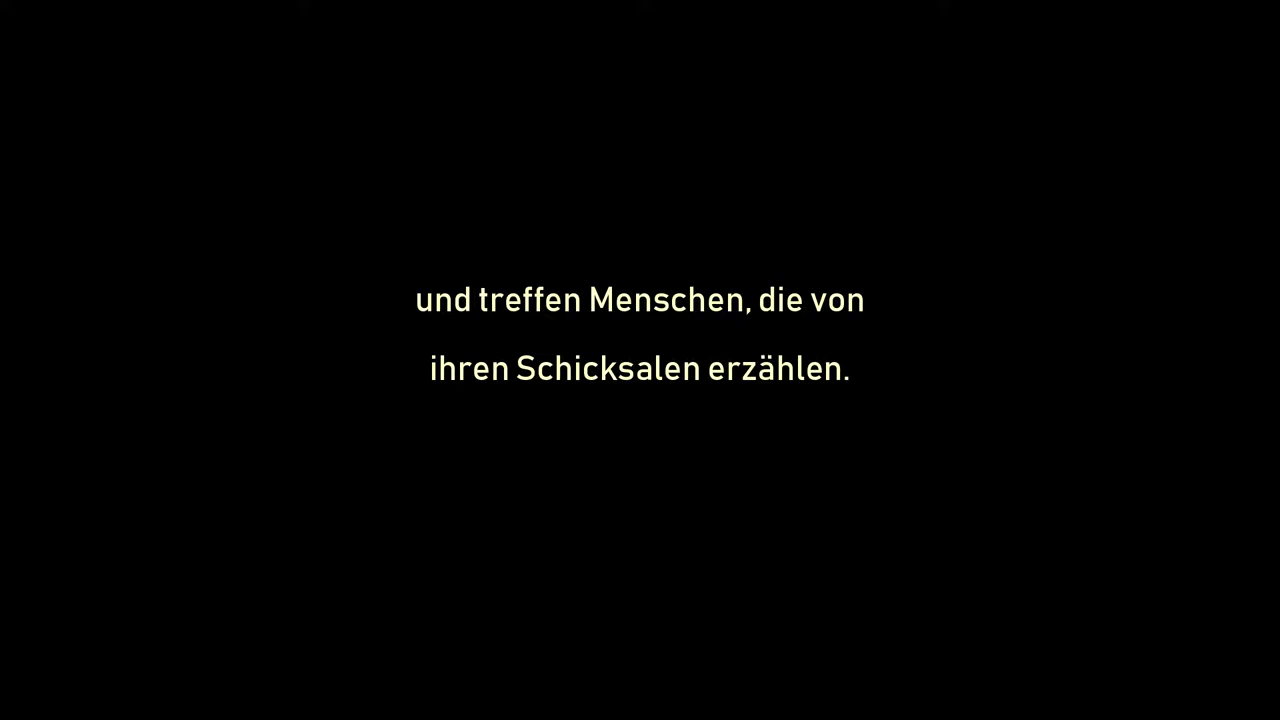 und treffen Menschen, die von
ihren Schicksalen erzählen.